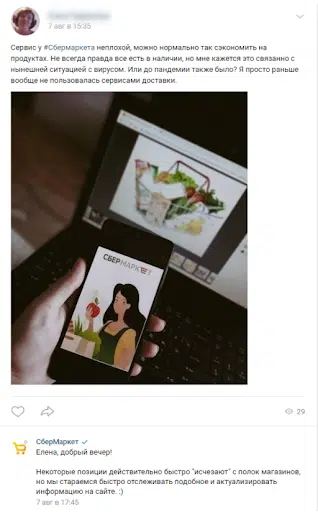 7 авг в 15:35
Сервис у #Сбермаркета неплохой, можно нормально так сэкономить на
продуктах. Не всегда правда все есть в наличии, но мне кажется это связанно с
нынешней ситуацией с вирусом. Или до пандемии также было? Я просто раньше
вообще не пользовалась сервисами доставки.
СБЕРМАРКЕТ
29
СберМаркет
Елена, добрый вечер!
Некоторые позиции действительно быстро "исчезают" с полок магазинов,
но мы стараемся быстро отслеживать подобное и актуализировать
информацию на сайте. :)
7 авг в 17:45